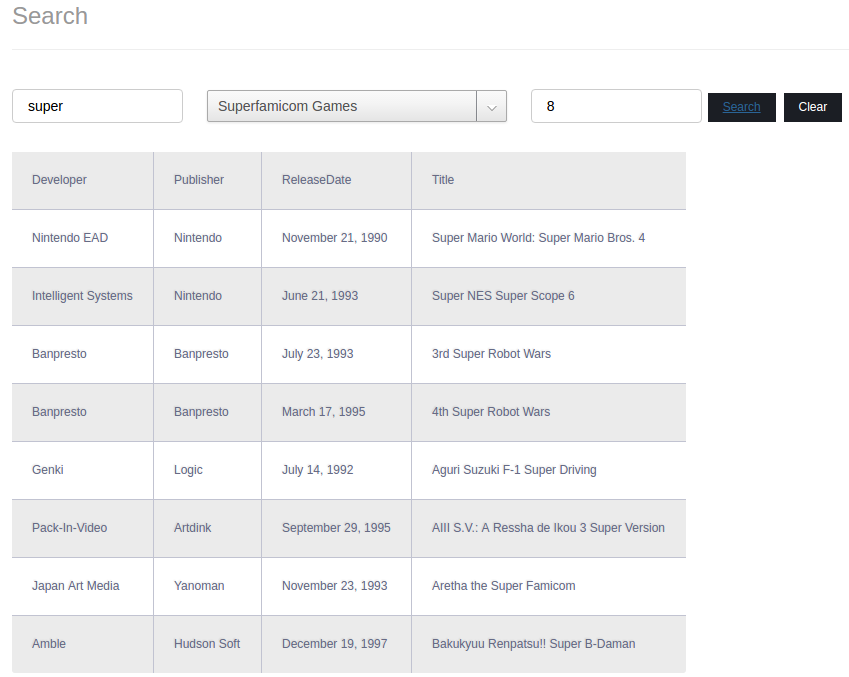 Search
super Superfamicom Games 8 Search Clear
Developer Publisher ReleaseDate Title
Nintendo EAD Nintendo November 21, 1990 Super Mario World: Super Mario Bros. 4
Intelligent Systems Nintendo June 21, 1993 Super NES Super Scope 6
Banpresto Banpresto July 23, 1993 3rd Super Robot Wars
Banpresto Banpresto March 17, 1995 4th Super Robot Wars
Genki Logic July 14, 1992 Aguri Suzuki F-1 Super Driving
Pack-In-Video Artdink September 29, 1995 AIII S.V.: A Ressha de Ikou 3 Super Version
Japan Art Media Yanoman November 23, 1993 Aretha the Super Famicom
Amble Hudson Soft December 19, 1997 Bakukyuu Renpatsu!! Super B-Daman